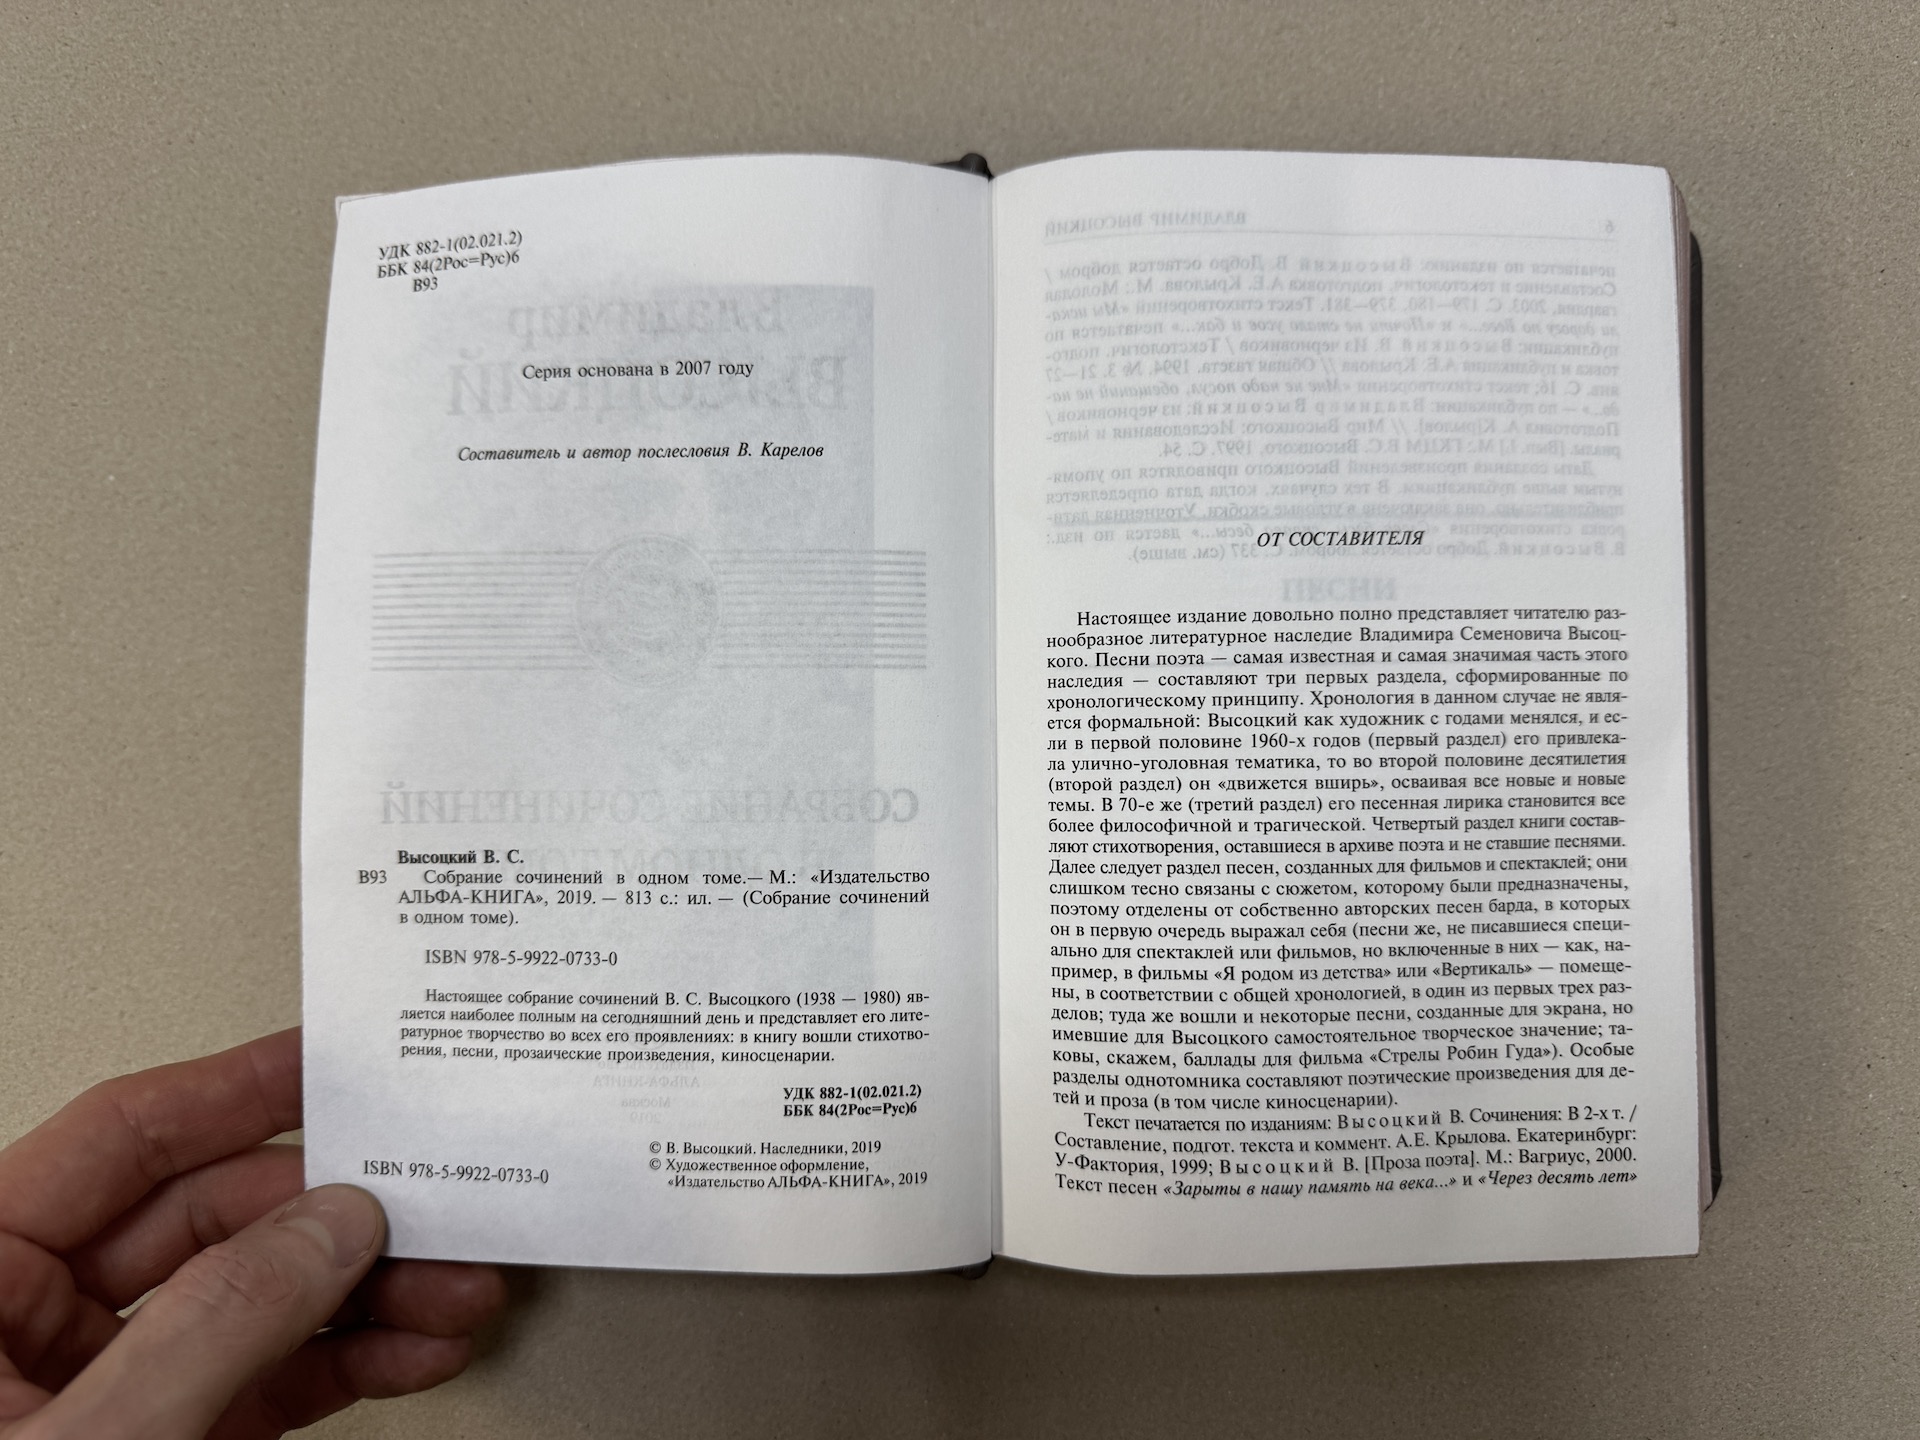 УДК 882-1(02.021.2)
ББК 84(2Рос=Рус)6
В93
Серия основана в 2007 году
Составитель и автор послесловия В. Карелов
Высоцкий В. С.
В93 Собрание сочинений в одном томе.— М.: «Издательство
АЛЬФА-КНИГА», 2019. — 813 с.: ил. — (Собрание сочинений
в одном томе).
ISBN 978-5-9922-0733-0
Настоящее собрание сочинений В. С. Высоцкого (1938 — 1980) яв-
ляется наиболее полным на сегодняшний день и представляет его лите-
ратурное творчество во всех его проявлениях: в книгу вошли стихотво-
рения, песни, прозаические произведения, киносценарии.
УДК 882-1(02.021.2)
ББК 84(2Рос=Рус)6
© В. Высоцкий. Наследники, 2019
© Художественное оформление,
«Издательство АЛЬФА-КНИГА», 2019
ISBN 978-5-9922-0733-0
ОТ СОСТАВИТЕЛЯ
Настоящее издание довольно полно представляет читателю раз-
нообразное литературное наследие Владимира Семеновича Высоц-
кого. Песни поэта — самая известная и самая значимая часть этого
наследия — составляют три первых раздела, сформированные по
хронологическому принципу. Хронология в данном случае не явля-
ется формальной: Высоцкий как художник с годами менялся, и ес-
ли в первой половине 1960-х годов (первый раздел) его привлека-
ла улично-уголовная тематика, то во второй половине десятилетия
(второй раздел) он «движется вширь», осваивая все новые и новые
темы. В 70-е же (третий раздел) его песенная лирика становится все
более философичной и трагической. Четвертый раздел книги состав-
ляют стихотворения, оставшиеся в архиве поэта и не ставшие песнями.
Далее следует раздел песен, созданных для фильмов и спектаклей; они
слишком тесно связаны с сюжетом, которому были предназначены,
поэтому отделены от собственно авторских песен барда, в которых
он в первую очередь выражал себя (песни же, не писавшиеся специ-
ально для спектаклей или фильмов, но включенные в них — как, на-
пример, в фильмы «Я родом из детства» или «Вертикаль» — помеще-
ны, в соответствии с общей хронологией, в один из первых трех раз-
делов; туда же вошли и некоторые песни, созданные для экрана, но
имевшие для Высоцкого самостоятельное творческое значение; та-
ковы, скажем, баллады для фильма «Стрелы Робин Гуда»). Особые
разделы однотомника составляют поэтические произведения для де-
тей и проза (в том числе киносценарии).
Текст печатается по изданиям: Высоцкий В. Сочинения: В 2-х т. /
Составление, подгот. текста и коммент. А.Е. Крылова. Екатеринбург:
У-Фактория, 1999; Высоцкий В. [Проза поэта]. М.: Вагриус, 2000.
Текст песен «Зарыты в нашу память на века...» и «Через десять лет»